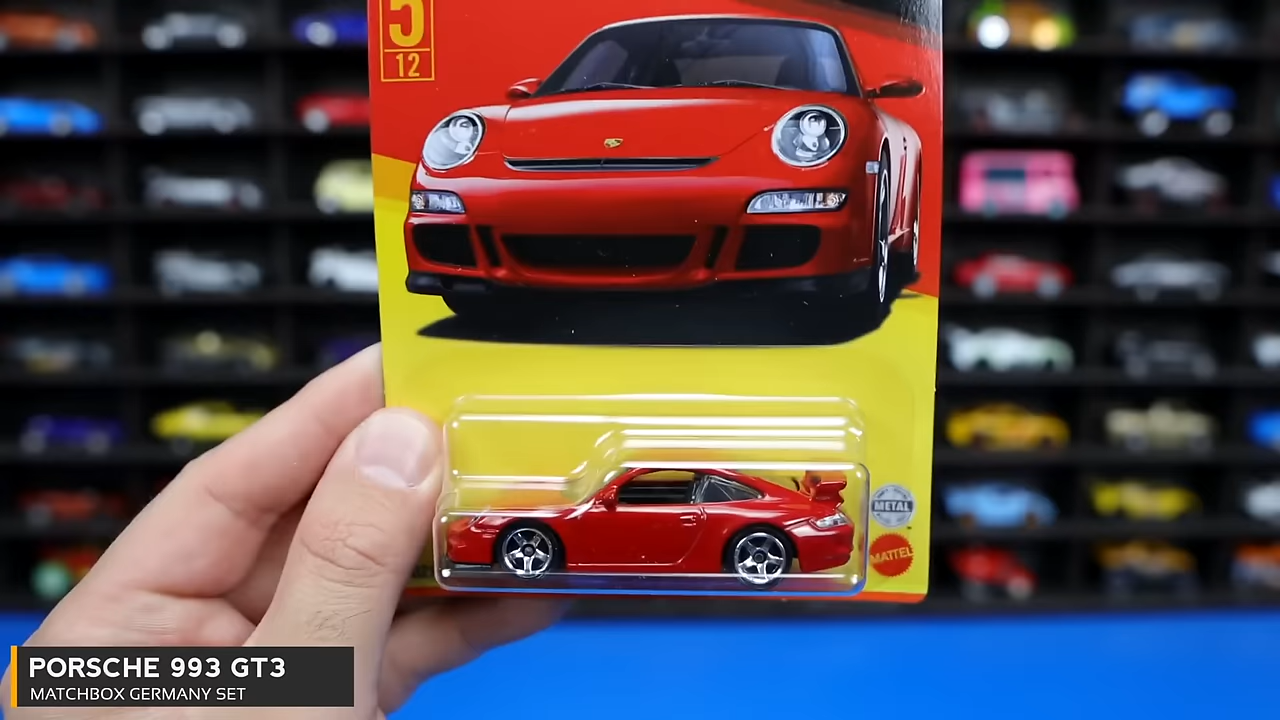 5
12
METAL
MATTEL
PORSCHE 993 GT3
MATCHBOX GERMANY SET